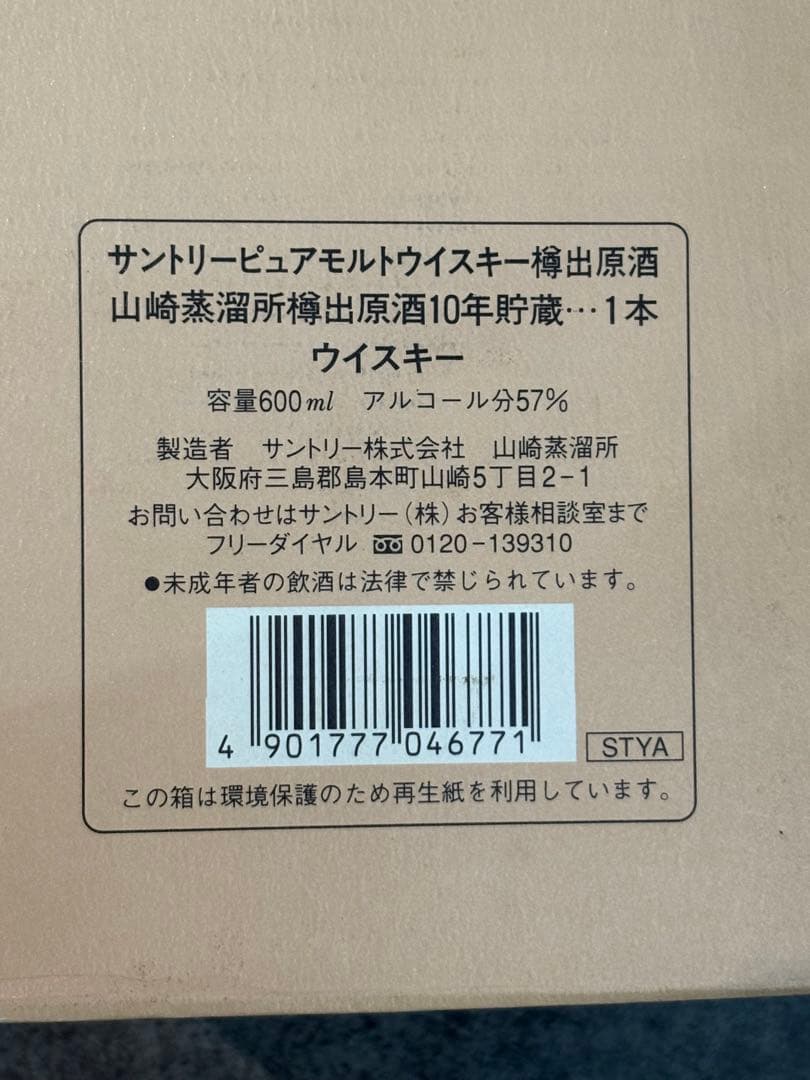 サントリーピュアモルトウイスキー樽出原酒
山崎蒸溜所樽出原酒10年貯蔵…1本
ウイスキー
容量600ml アルコール分57%
製造者 サントリー株式会社 山崎蒸溜所
大阪府三島郡島本町山崎5丁目2-1
お問い合わせはサントリー(株)お客様相談室まで
フリーダイヤル 0120-139310
●未成年者の飲酒は法律で禁じられています。
4 901777 046771
STYA
この箱は環境保護のため再生紙を利用しています。